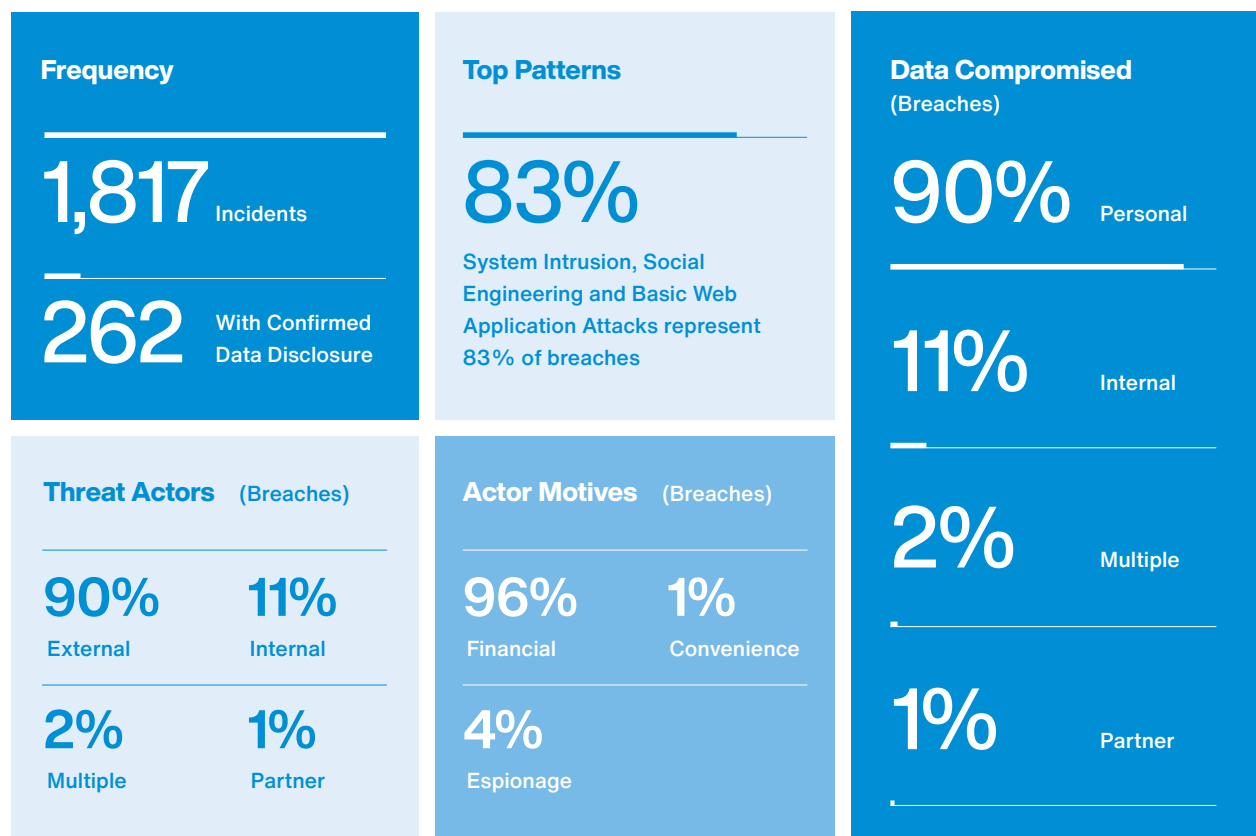 Frequency
1,817 Incidents
262 With Confirmed
Data Disclosure
Top Patterns
83%
System Intrusion, Social
Engineering and Basic Web
Application Attacks represent
83% of breaches
Data Compromised
(Breaches)
90% Personal
11% Internal
2% Multiple
1% Partner
Threat Actors (Breaches)
90% 11%
External Internal
2% 1%
Multiple Partner
Actor Motives (Breaches)
96% 1%
Financial Convenience
4%
Espionage